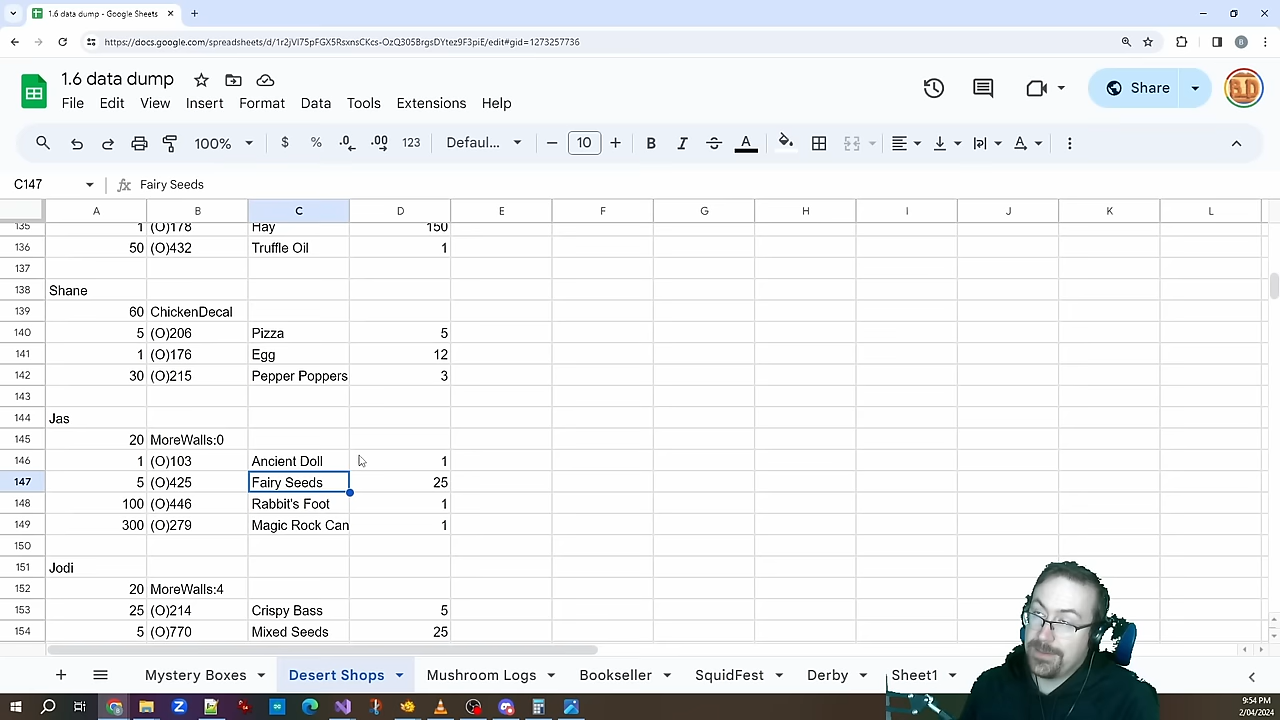 1.6 data dump - Google Sheets
https://docs.google.com/spreadsheets/d/1r2jVI75pFGX5RsxnsCKcs-OzQ305BrgsDYtez9F3piE/edit#gid=1273257736
1.6 data dump
Share
File Edit View Insert Format Data Tools Extensions Help
100% $ % .0 .00 123 Defaul... 10 B I A
C147 fx Fairy Seeds
A B C D E F G H I J K L
135 1 (O)178 Hay 150
136 50 (O)432 Truffle Oil 1
137
138 Shane
139 60 ChickenDecal
140 5 (O)206 Pizza 5
141 1 (O)176 Egg 12
142 30 (O)215 Pepper Poppers 3
143
144 Jas
145 20 MoreWalls:0
146 1 (O)103 Ancient Doll 1
147 5 (O)425 Fairy Seeds 25
148 100 (O)446 Rabbit's Foot 1
149 300 (O)279 Magic Rock Can 1
150
151 Jodi
152 20 MoreWalls:4
153 25 (O)214 Crispy Bass 5
154 5 (O)770 Mixed Seeds 25
Mystery Boxes Desert Shops Mushroom Logs Bookseller SquidFest Derby Sheet1
9:54 PM
2/04/2024